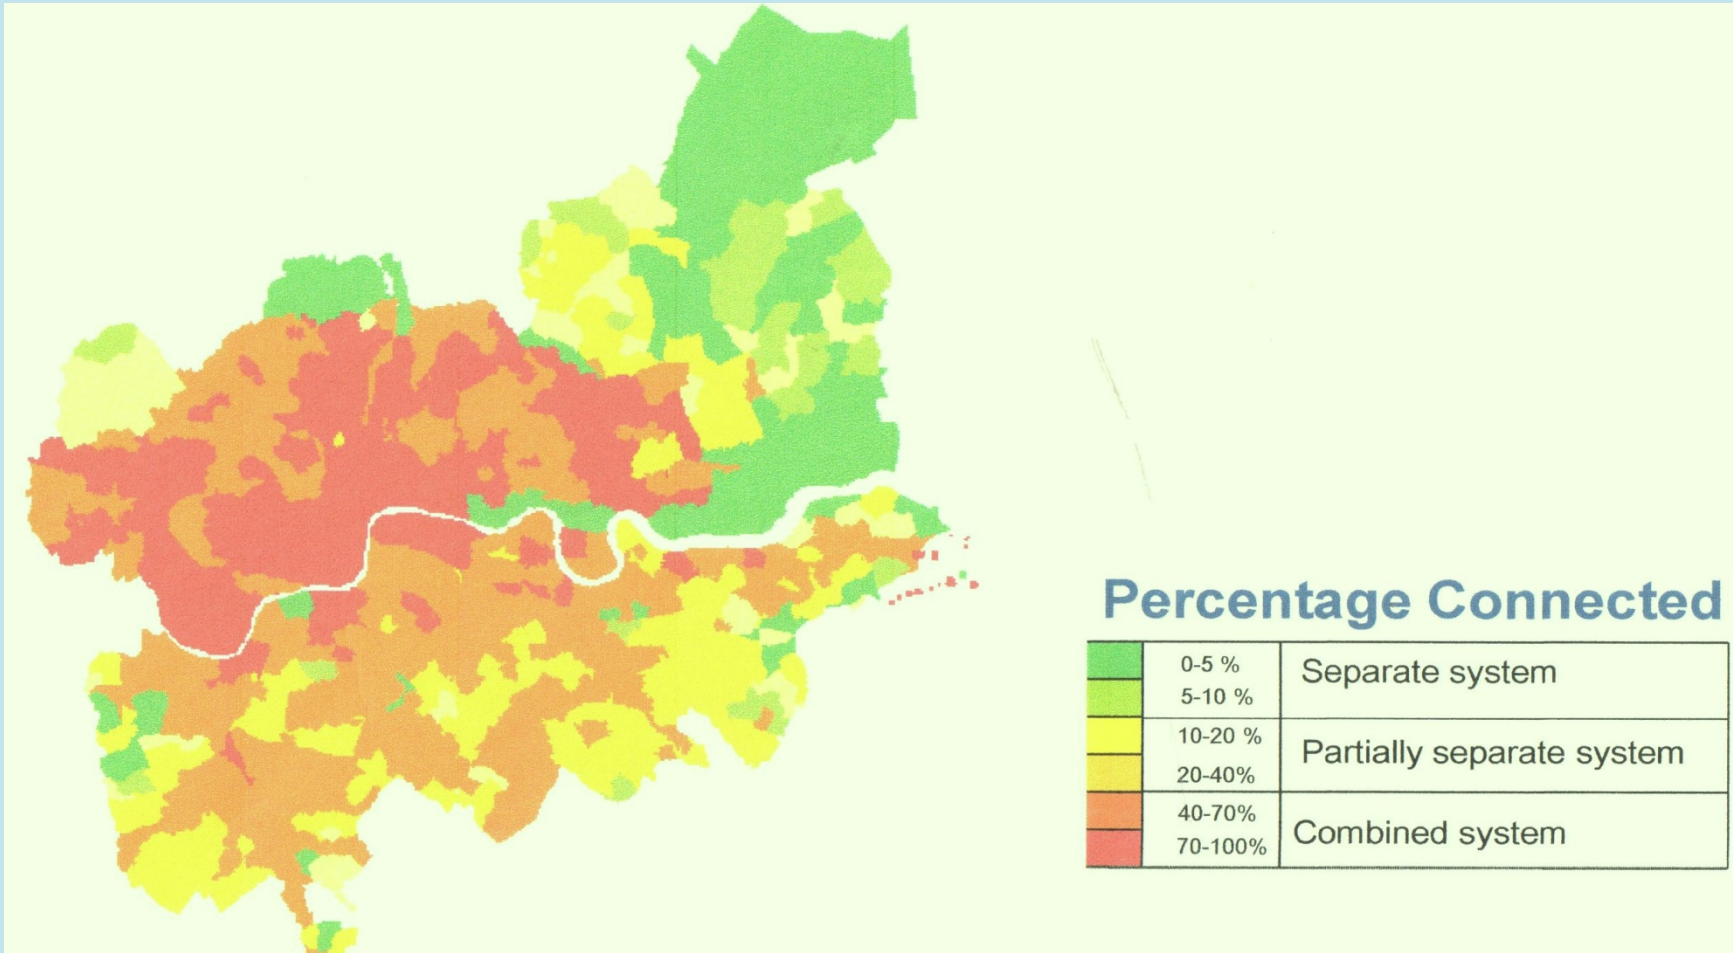 Percentage Connected
0-5 %
Separate system
5-10 %
10-20 %
Partially separate system
20-40%
40-70%
Combined system
70-100%